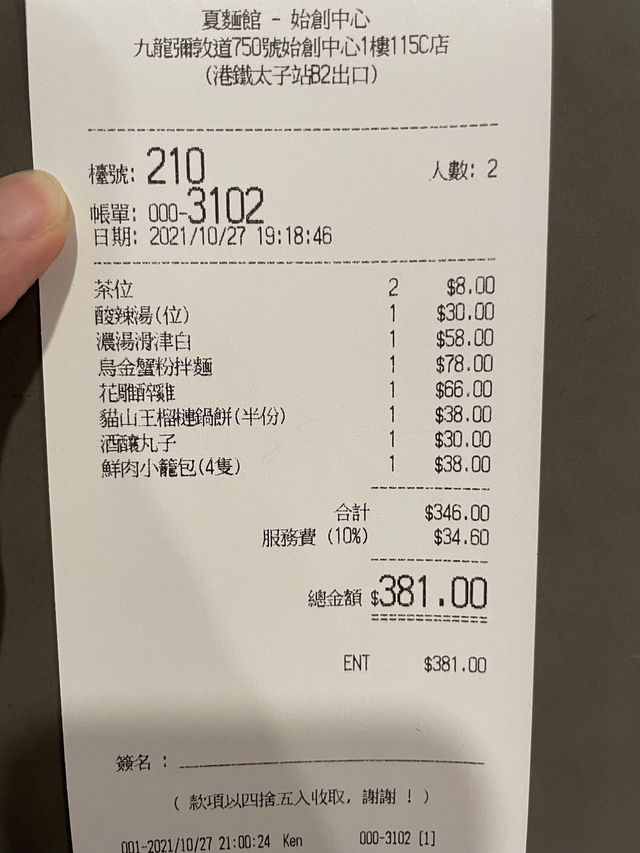 夏麵館 - 始創中心
九龍彌敦道750號始創中心1樓115C店
(港鐵太子站B2出口)
檯號: 210 人數: 2
帳單: 000-3102
日期: 2021/10/27 19:18:46
茶位 2 $8.00
酸辣湯(位) 1 $30.00
濃湯滑津白 1 $58.00
烏金蟹粉拌麵 1 $78.00
花雕醉雞 1 $66.00
貓山王榴槤鍋餅(半份) 1 $38.00
酒釀丸子 1 $30.00
鮮肉小籠包(4隻) 1 $38.00
合計 $346.00
服務費 (10%) $34.60
總金額 $381.00
ENT $381.00
簽名 :
( 款項以四捨五入收取, 謝謝 ! )
001-2021/10/27 21:00:24 Ken 000-3102 [1]